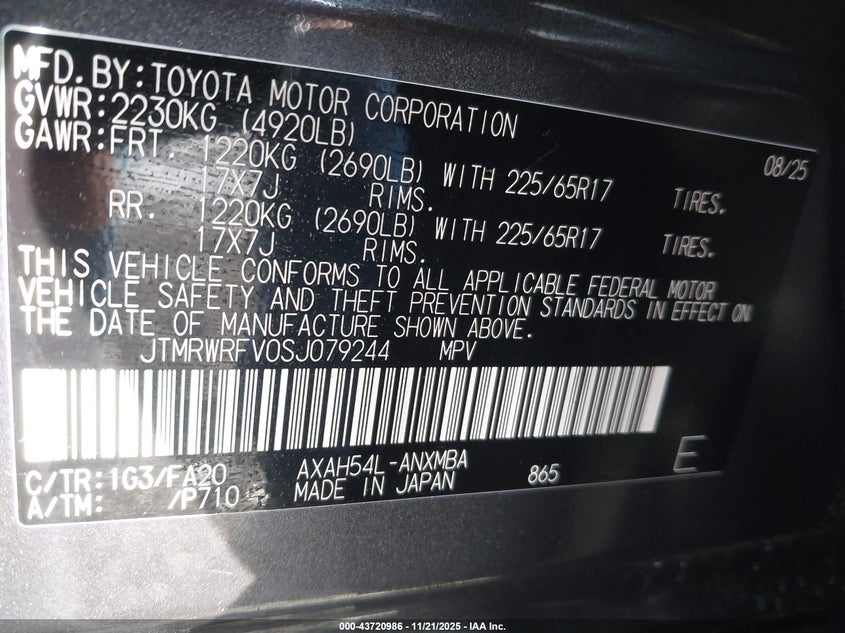 MFD.BY:TOYOTA MOTOR CORPORATION 08/25
GVWR:2230KG (4920LB)
GAWR:FRT. 1220KG (2690LB) WITH 225/65R17 TIRES.
17X7J RIMS.
RR. 1220KG (2690LB) WITH 225/65R17 TIRES.
17X7J RIMS.
THIS VEHICLE CONFORMS TO ALL APPLICABLE FEDERAL MOTOR
VEHICLE SAFETY AND THEFT PREVENTION STANDARDS IN EFFECT ON
THE DATE OF MANUFACTURE SHOWN ABOVE.
JTMRWRFV0SJ079244 MPV
C/TR:1G3/FA20 AXAH54L-ANXMBA 865 E
A/TM: /P710 MADE IN JAPAN
000-43720986 - 11/21/2025 - IAA Inc.